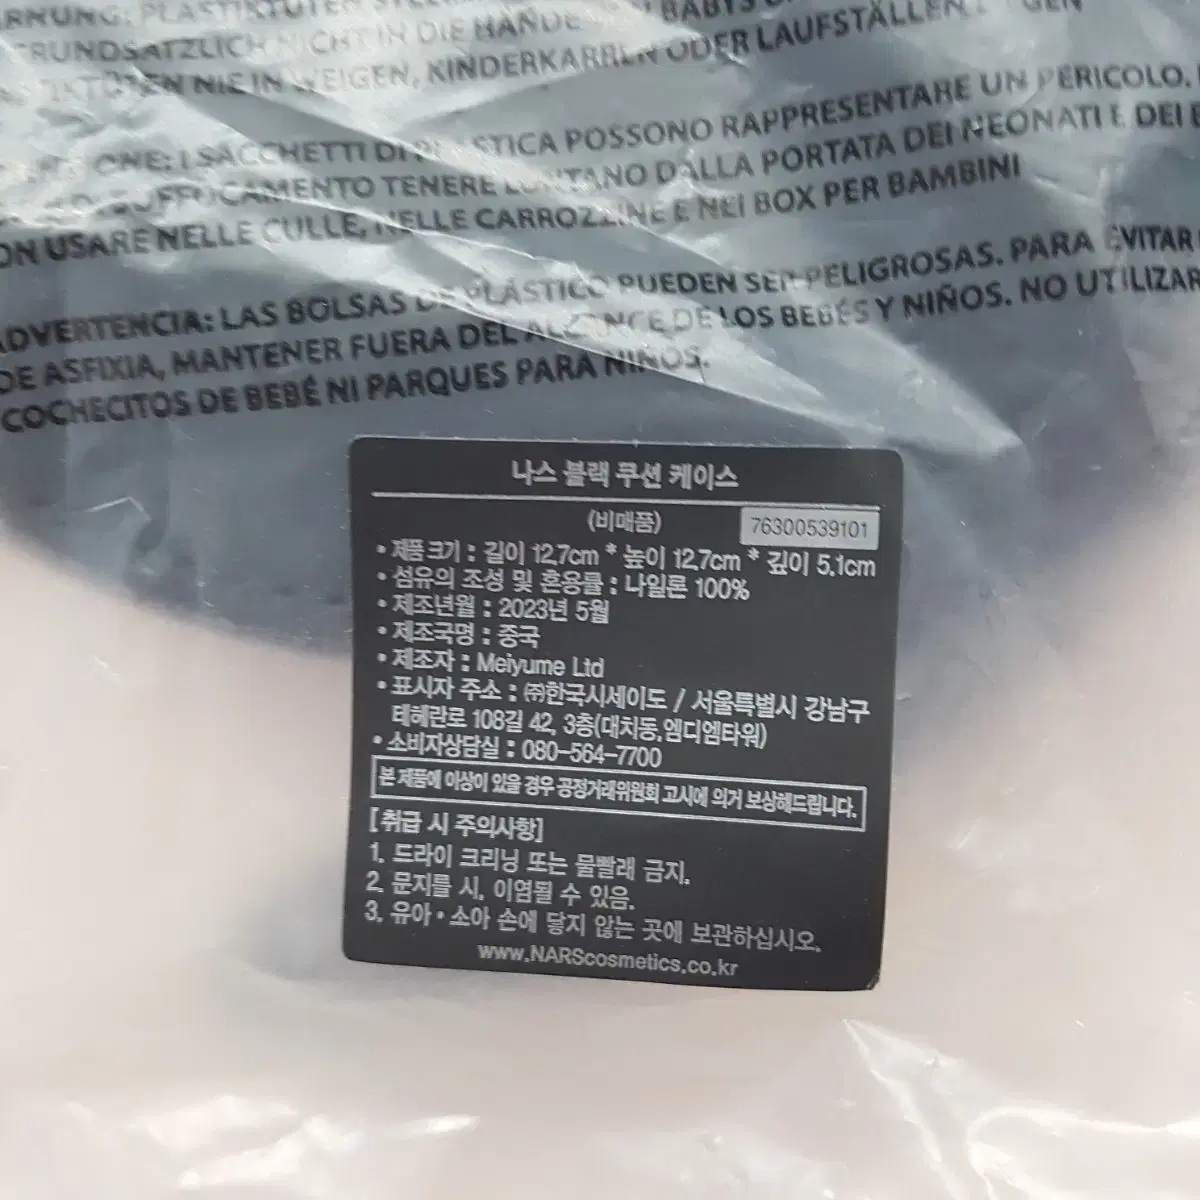 PLASTIKTÜTEN
GRUNDSÄTZLICH NICHT IN DIE HÄNDE VON BABYS
NIE IN WEIGEN, KINDERKARREN ODER LAUFSTÄLLEN
I SACCHETTI DI PLASTICA POSSONO RAPPRESENTARE UN PERICOLO.
SOFFOCAMENTO TENERE LONTANO DALLA PORTATA DEI NEONATI E DEI
NON USARE NELLE CULLE, NELLE CARROZZINE E NEI BOX PER BAMBINI
ADVERTENCIA: LAS BOLSAS DE PLÁSTICO PUEDEN SER PELIGROSAS. PARA EVITAR
DE ASFIXIA, MANTENER FUERA DEL ALCANCE DE LOS BEBÉS Y NIÑOS. NO UTILIZAR
COCHECITOS DE BEBÉ NI PARQUES PARA NIÑOS.
나스 블랙 쿠션 케이스
(비매품) 76300539101
• 제품크기 : 길이 12.7cm * 높이 12.7cm * 깊이 5.1cm
• 섬유의 조성 및 혼용률 : 나일론 100%
• 제조년월 : 2023년 5월
• 제조국명 : 중국
• 제조자 : Meiyume Ltd
• 표시자 주소 : ㈜한국시세이도 / 서울특별시 강남구
테헤란로 108길 42, 3층(대치동,엠디엠타워)
• 소비자상담실 : 080-564-7700
본 제품에 이상이 있을 경우 공정거래위원회 고시에 의거 보상해드립니다.
[취급 시 주의사항]
1. 드라이 크리닝 또는 물빨래 금지.
2. 문지를 시, 이염될 수 있음.
3. 유아·소아 손에 닿지 않는 곳에 보관하십시오.
www.NARScosmetics.co.kr